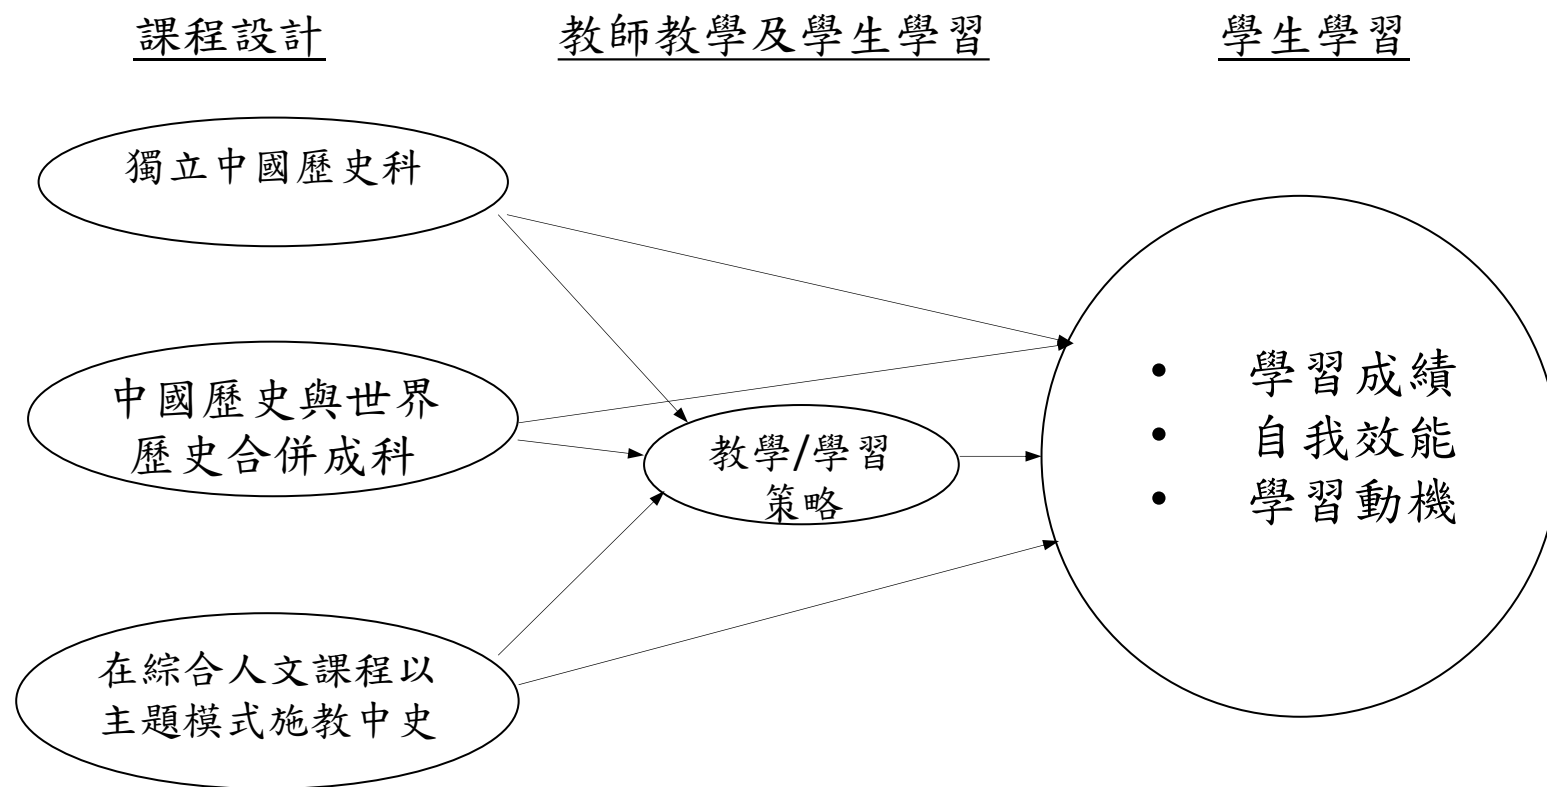 課程設計
教師教學及學生學習
學生學習
獨立中國歷史科
中國歷史與世界
歷史合併成科
教學/學習
策略
在綜合人文課程以
主題模式施教中史
• 學習成績
• 自我效能
• 學習動機